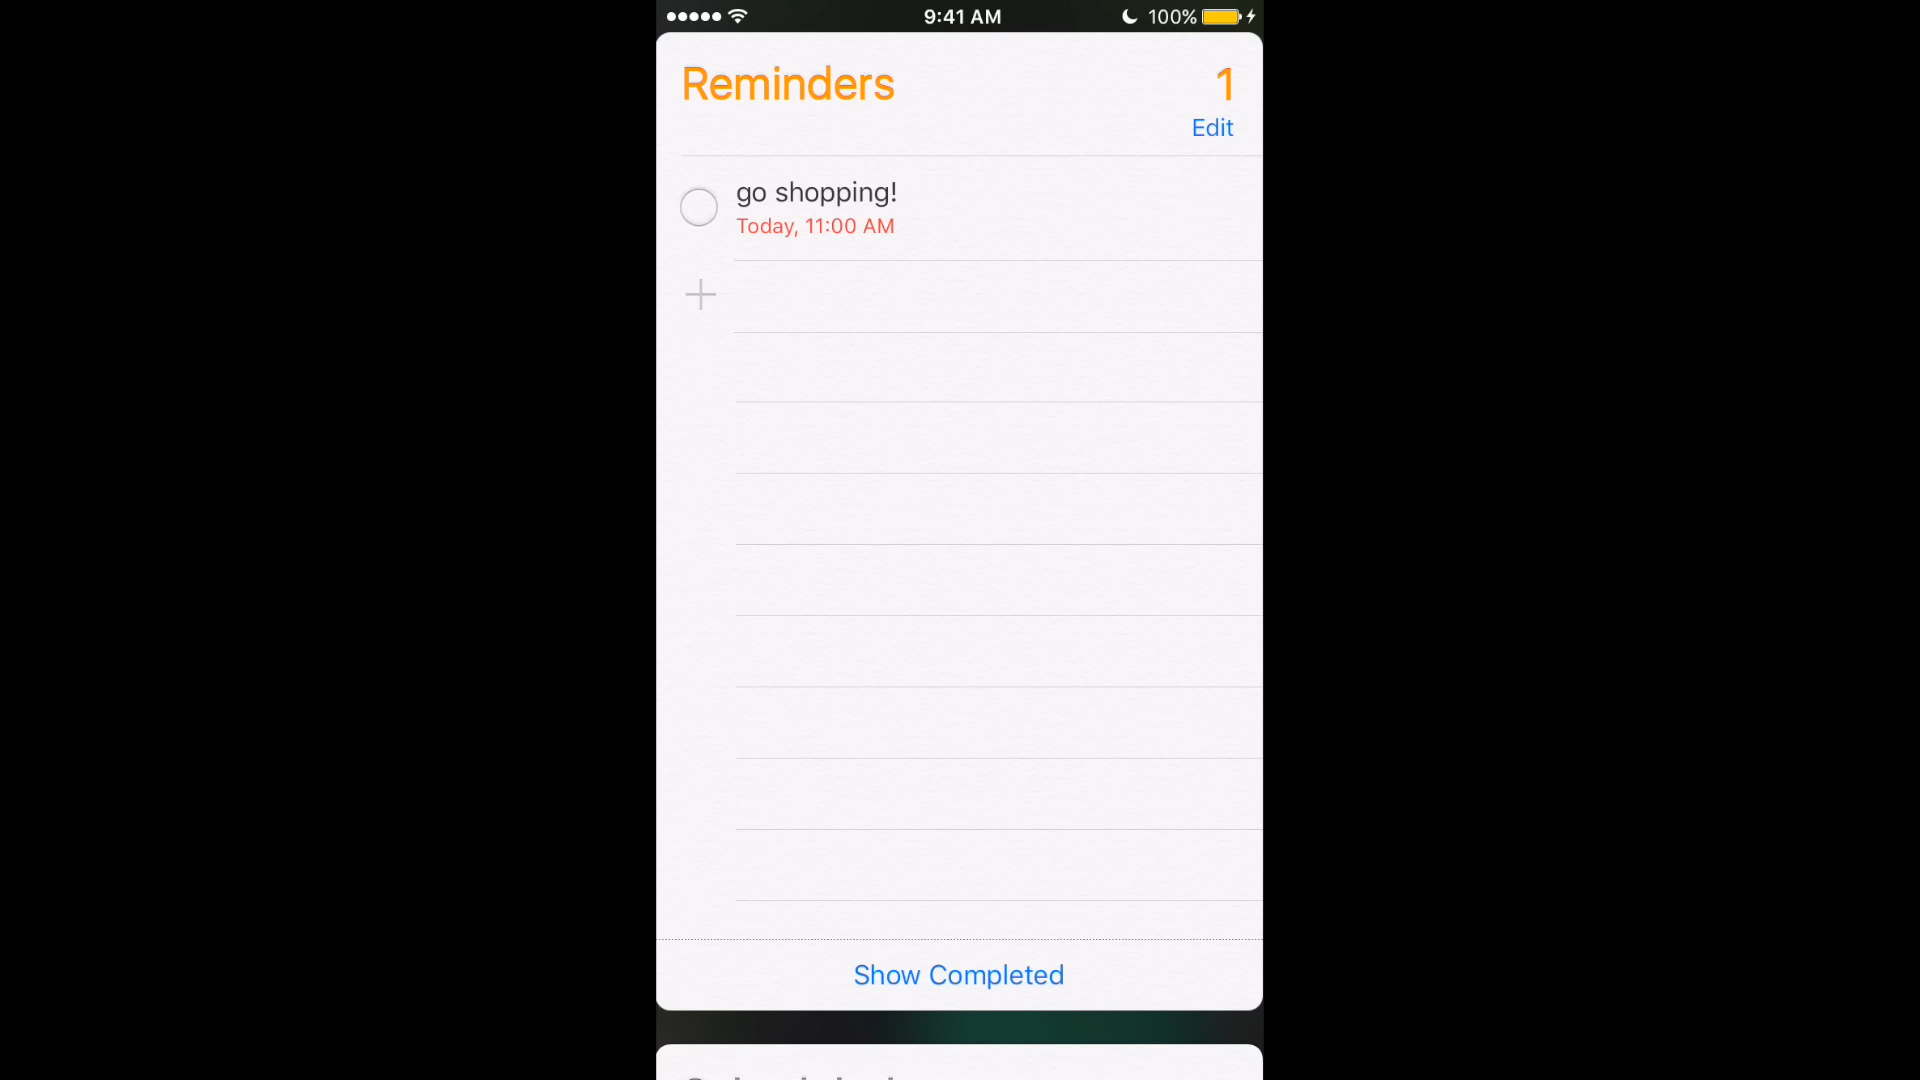 9:41 AM
100%
Reminders
1
Edit
go shopping!
Today, 11:00 AM
Show Completed